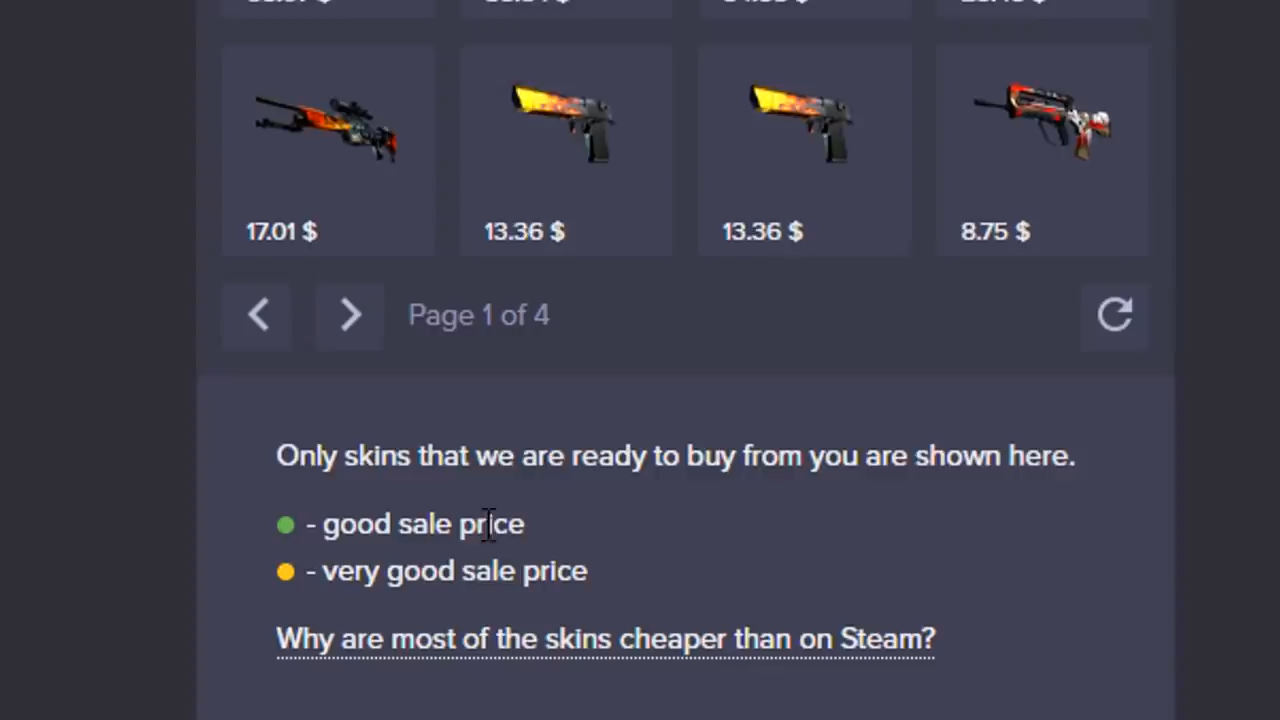 17.01 $
13.36 $
13.36 $
8.75 $
Page 1 of 4
Only skins that we are ready to buy from you are shown here.
- good sale price
- very good sale price
Why are most of the skins cheaper than on Steam?